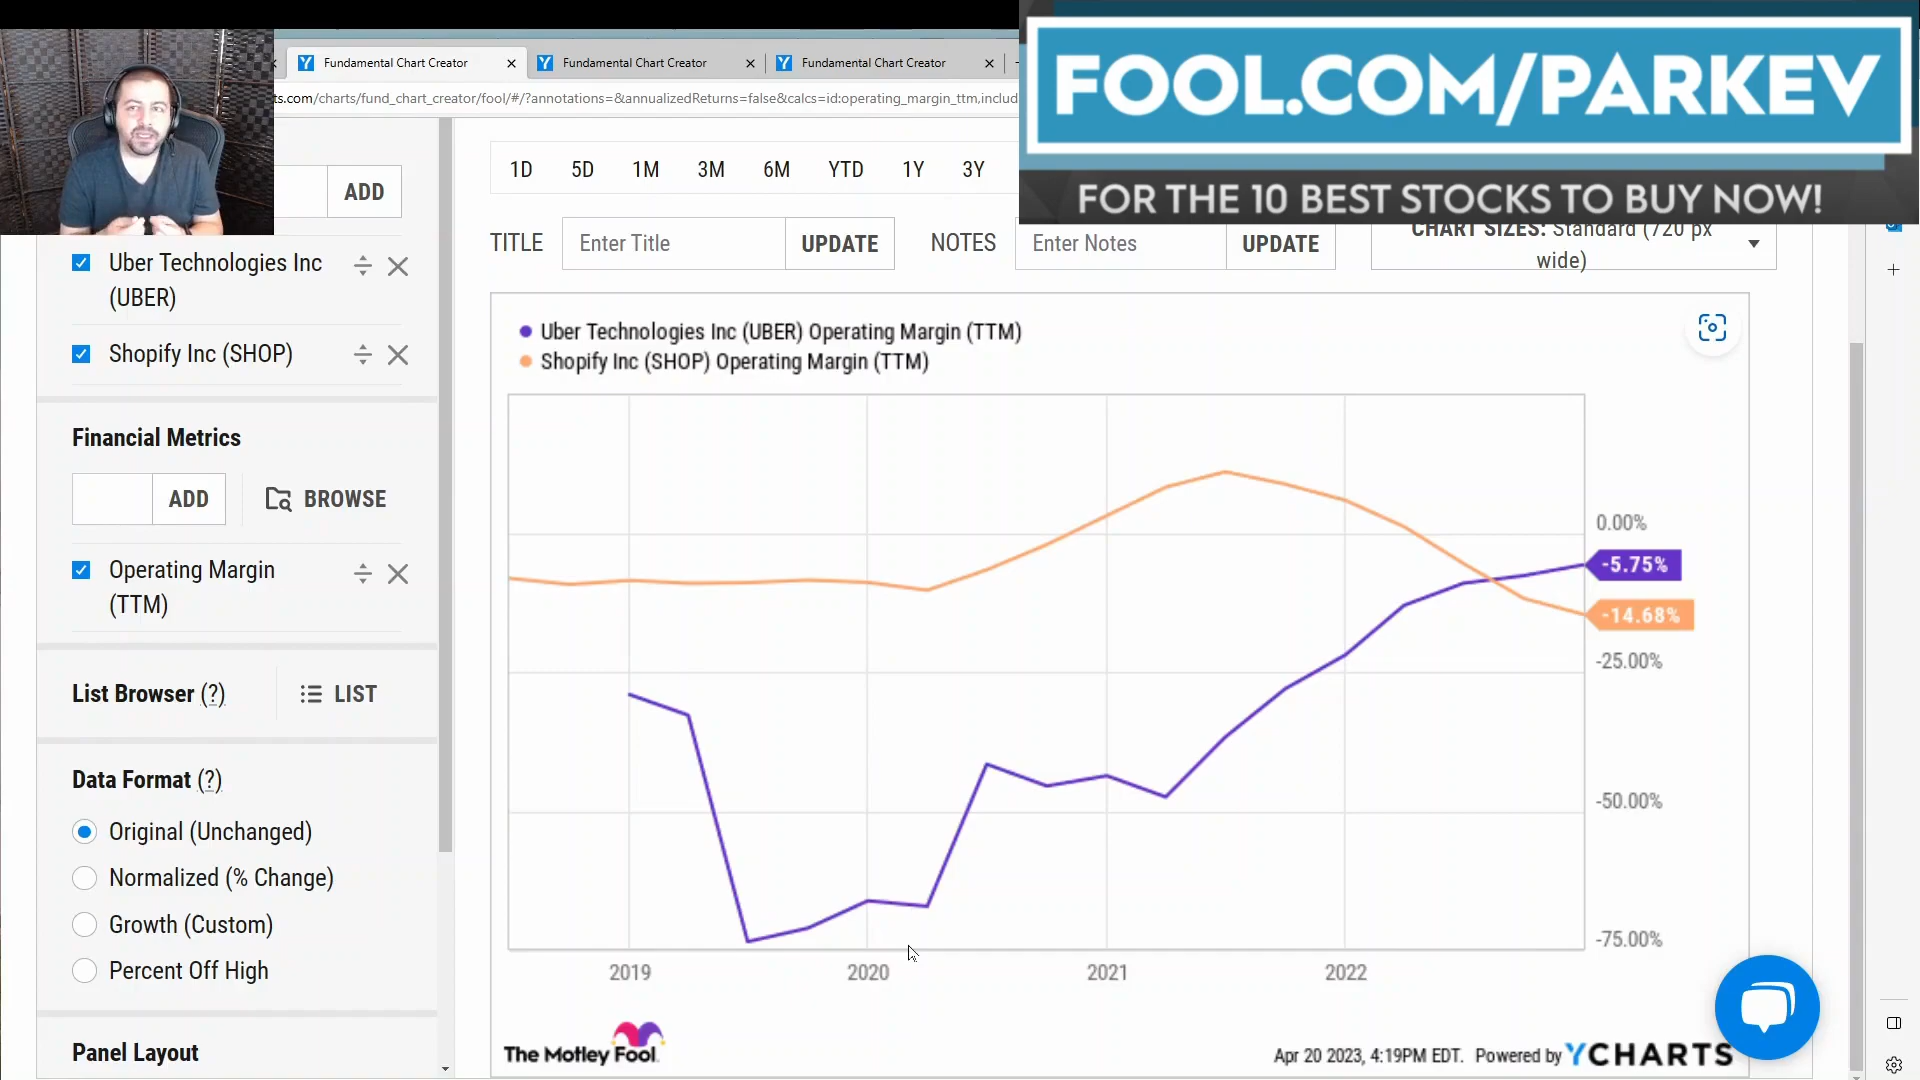 Fundamental Chart Creator
Fundamental Chart Creator
Fundamental Chart Creator
ts.com/charts/fund_chart_creator/fool/#/?annotations=&annualizedReturns=false&calcs=id:operating_margin_ttm,includ
FOOL.COM/PARKEV
FOR THE 10 BEST STOCKS TO BUY NOW!
1D 5D 1M 3M 6M YTD 1Y 3Y
ADD
TITLE Enter Title UPDATE NOTES Enter Notes UPDATE
CHART SIZES: Standard (720 px
wide)
Uber Technologies Inc
(UBER)
Shopify Inc (SHOP)
Financial Metrics
ADD BROWSE
Operating Margin
(TTM)
List Browser (?) LIST
Data Format (?)
Original (Unchanged)
Normalized (% Change)
Growth (Custom)
Percent Off High
Panel Layout
Uber Technologies Inc (UBER) Operating Margin (TTM)
Shopify Inc (SHOP) Operating Margin (TTM)
0.00%
-5.75%
-14.68%
-25.00%
-50.00%
-75.00%
2019 2020 2021 2022
The Motley Fool
Apr 20 2023, 4:19PM EDT. Powered by YCHARTS